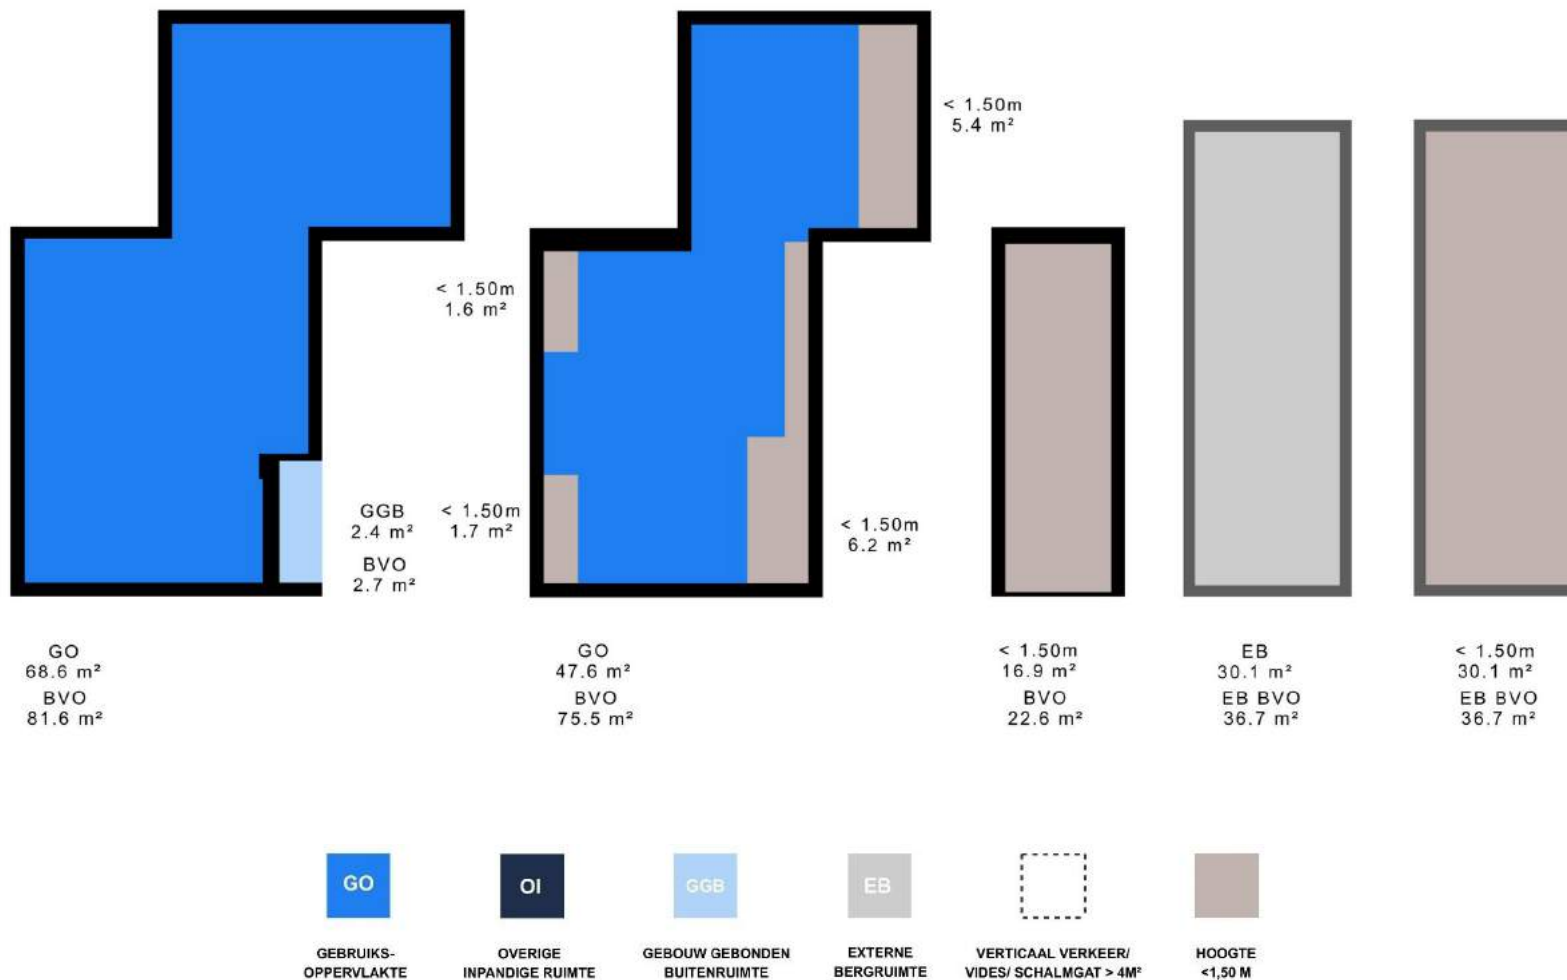 < 1.50m
5.4 m²
< 1.50m
1.6 m²
GGB
2.4 m²
BVO
2.7 m²
< 1.50m
1.7 m²
< 1.50m
6.2 m²
GO
68.6 m²
BVO
81.6 m²
GO
47.6 m²
BVO
75.5 m²
< 1.50m
16.9 m²
BVO
22.6 m²
EB
30.1 m²
EB BVO
36.7 m²
< 1.50m
30.1 m²
EB BVO
36.7 m²
GO
GEBRUIKS-
OPPERVLAKTE
OI
OVERIGE
INPANDIGE RUIMTE
GGB
GEBOUW GEBONDEN
BUITENRUIMTE
EB
EXTERNE
BERGRUIMTE
VERTICAAL VERKEER/
VIDES/ SCHALMGAT > 4M²
HOOGTE
<1,50 M